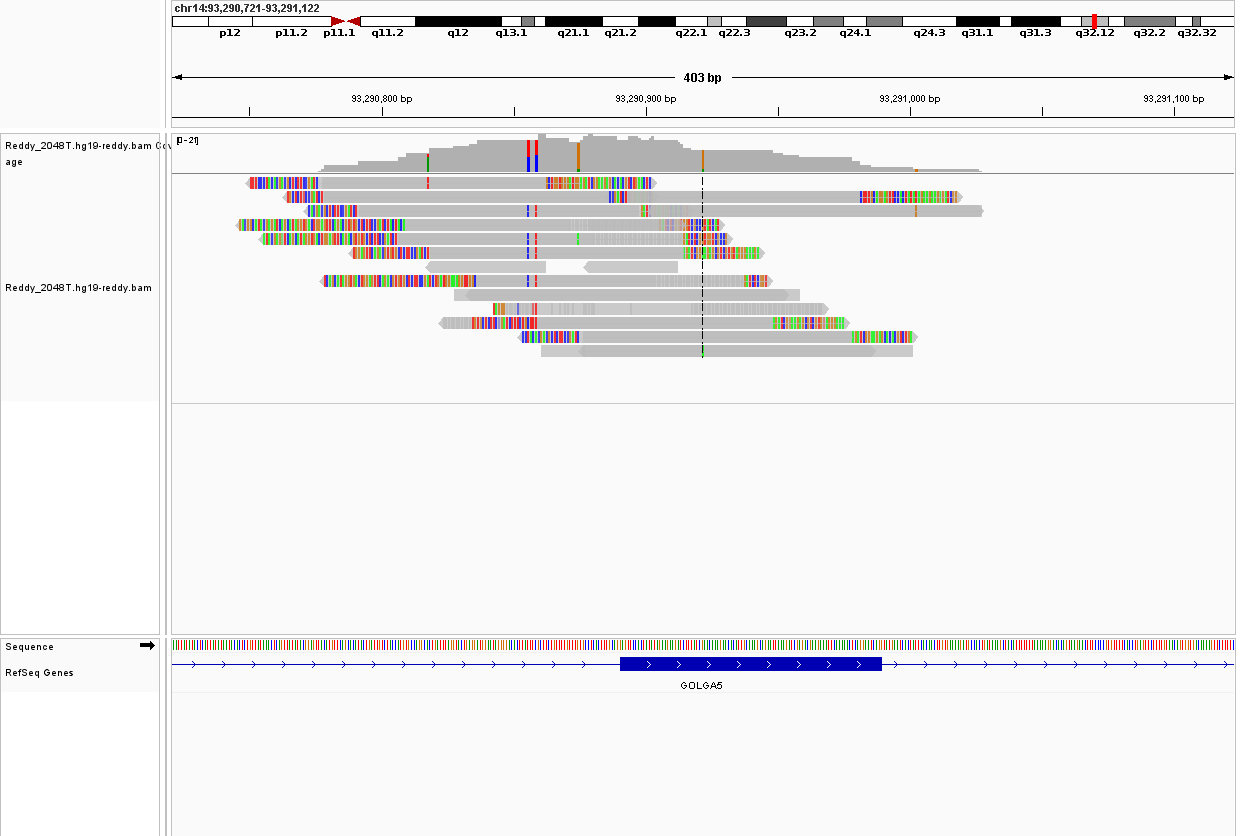 chr14:93,290,721-93,291,122
p12 p11.2 p11.1 q11.2 q12 q13.1 q21.1 q21.2 q22.1 q22.3 q23.2 q24.1 q24.3 q31.1 q31.3 q32.12 q32.2 q32.32
403 bp
93,290,800 bp 93,290,900 bp 93,291,000 bp 93,291,100 bp
Reddy_2048T.hg19-reddy.bam Cov
age
[0-21]
Reddy_2048T.hg19-reddy.bam
Sequence
RefSeq Genes
GOLGA5